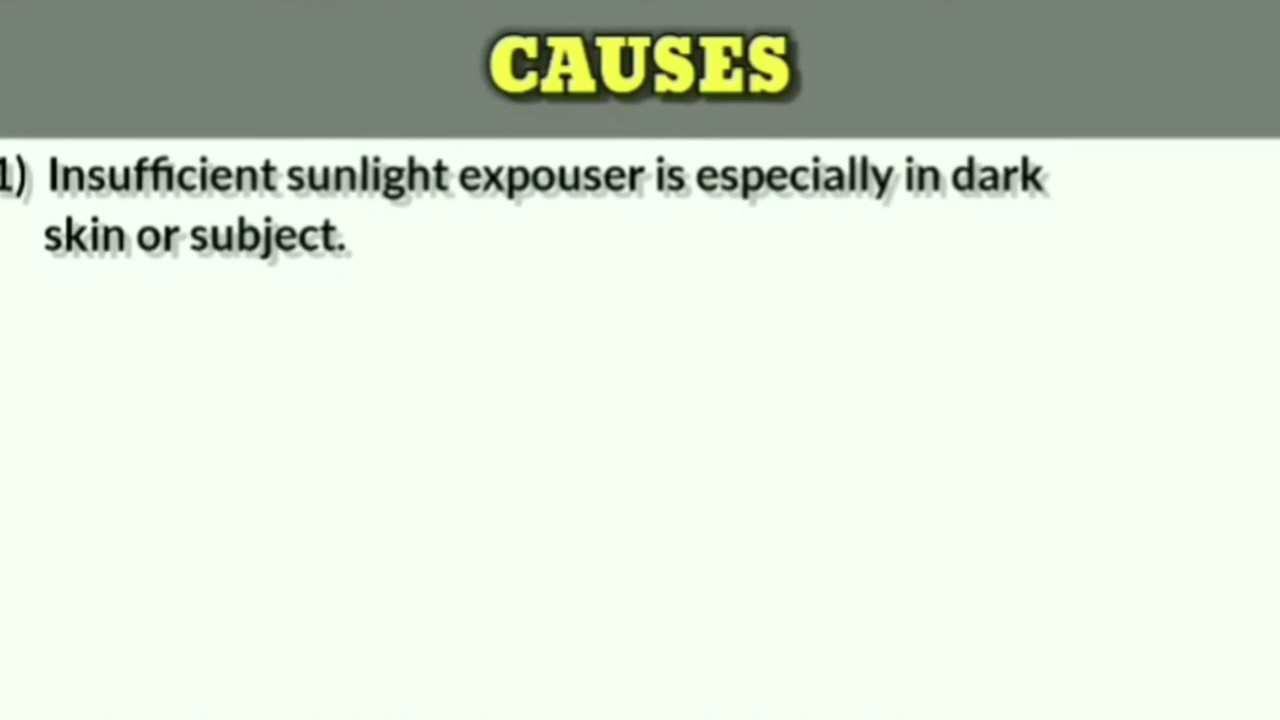 CAUSES
1) Insufficient sunlight expouser is especially in dark
skin or subject.